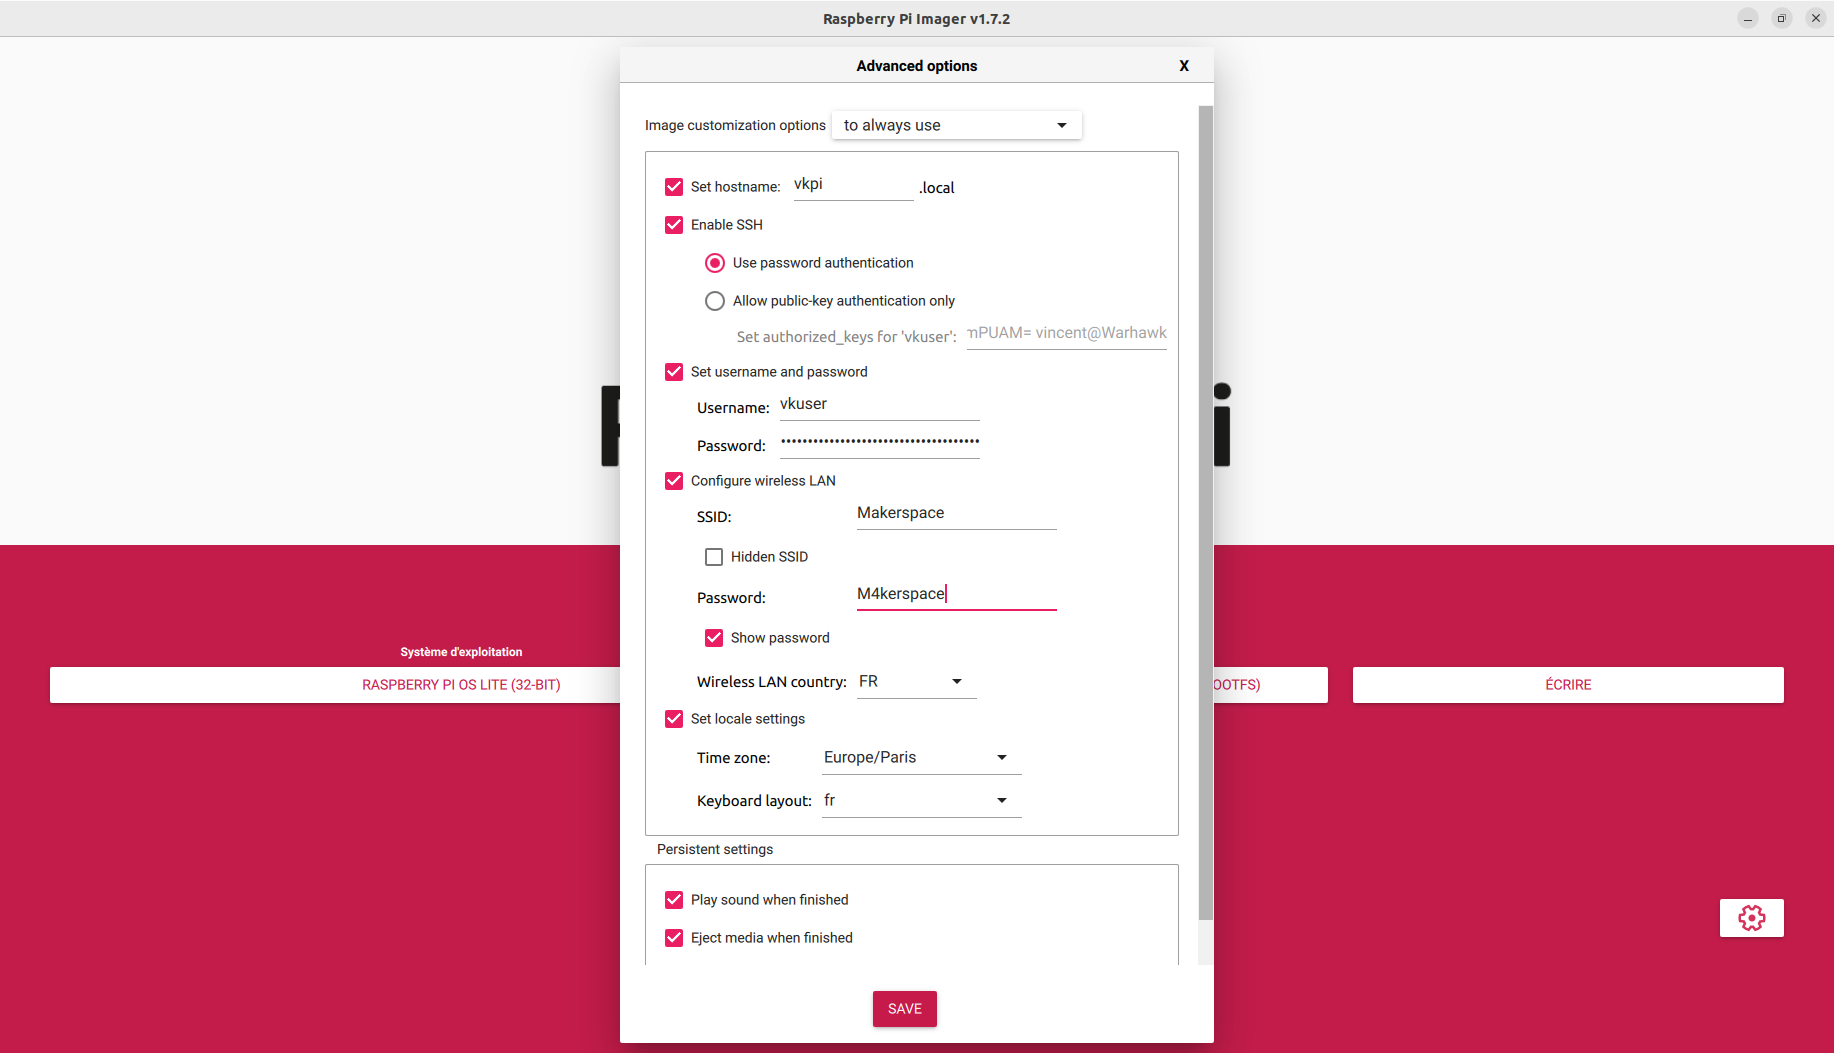 Raspberry Pi Imager v1.7.2
Advanced options X
Image customization options to always use
Set hostname: vkpi .local
Enable SSH
Use password authentication
Allow public-key authentication only
Set authorized_keys for 'vkuser': mPUAM= vincent@Warhawk
Set username and password
Username: vkuser
Password: •••••••••••••••••••••••••••••••••••••
Configure wireless LAN
SSID: Makerspace
Hidden SSID
Password: M4kerspace
Show password
Wireless LAN country: FR
Set locale settings
Time zone: Europe/Paris
Keyboard layout: fr
Persistent settings
Play sound when finished
Eject media when finished
SAVE
Système d'exploitation
RASPBERRY PI OS LITE (32-BIT)
OOTFS)
ÉCRIRE